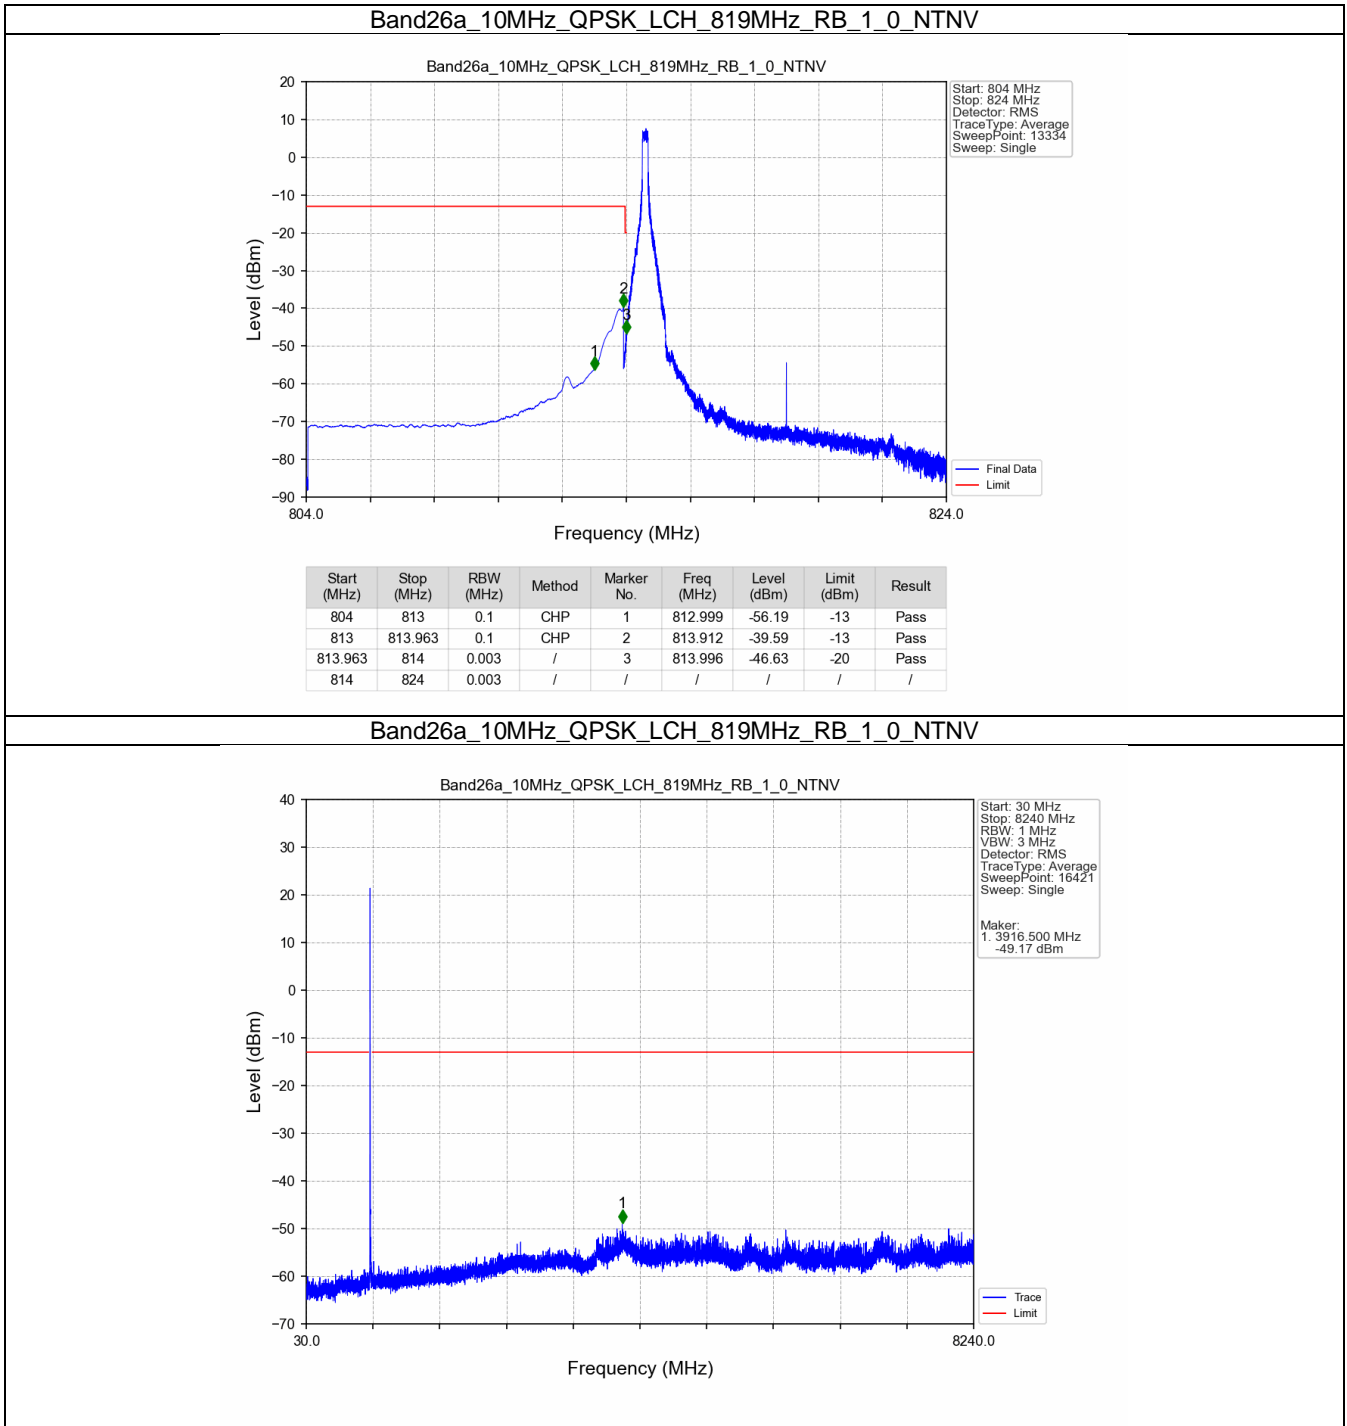 Band26a_10MHz_QPSK_LCH_819MHz_RB_1_0_NTNV
Band26a_10MHz_QPSK_LCH_819MHz_RB_1_0_NTNV
20
10
0
−10
−20
−30
−40
−50
−60
−70
−80
−90
Level (dBm)
1
2
3
804.0
824.0
Frequency (MHz)
Start: 804 MHz
Stop: 824 MHz
Detector: RMS
TraceType: Average
SweepPoint: 13334
Sweep: Single
Final Data
Limit
Start (MHz) Stop (MHz) RBW (MHz) Method Marker No. Freq (MHz) Level (dBm) Limit (dBm) Result
804 813 0.1 CHP 1 812.999 -56.19 -13 Pass
813 813.963 0.1 CHP 2 813.912 -39.59 -13 Pass
813.963 814 0.003 / 3 813.996 -46.63 -20 Pass
814 824 0.003 / / / / / /
Band26a_10MHz_QPSK_LCH_819MHz_RB_1_0_NTNV
Band26a_10MHz_QPSK_LCH_819MHz_RB_1_0_NTNV
40
30
20
10
0
−10
−20
−30
−40
−50
−60
−70
Level (dBm)
1
30.0
8240.0
Frequency (MHz)
Start: 30 MHz
Stop: 8240 MHz
RBW: 1 MHz
VBW: 3 MHz
Detector: RMS
TraceType: Average
SweepPoint: 16421
Sweep: Single
Maker:
1. 3916.500 MHz
-49.17 dBm
Trace
Limit